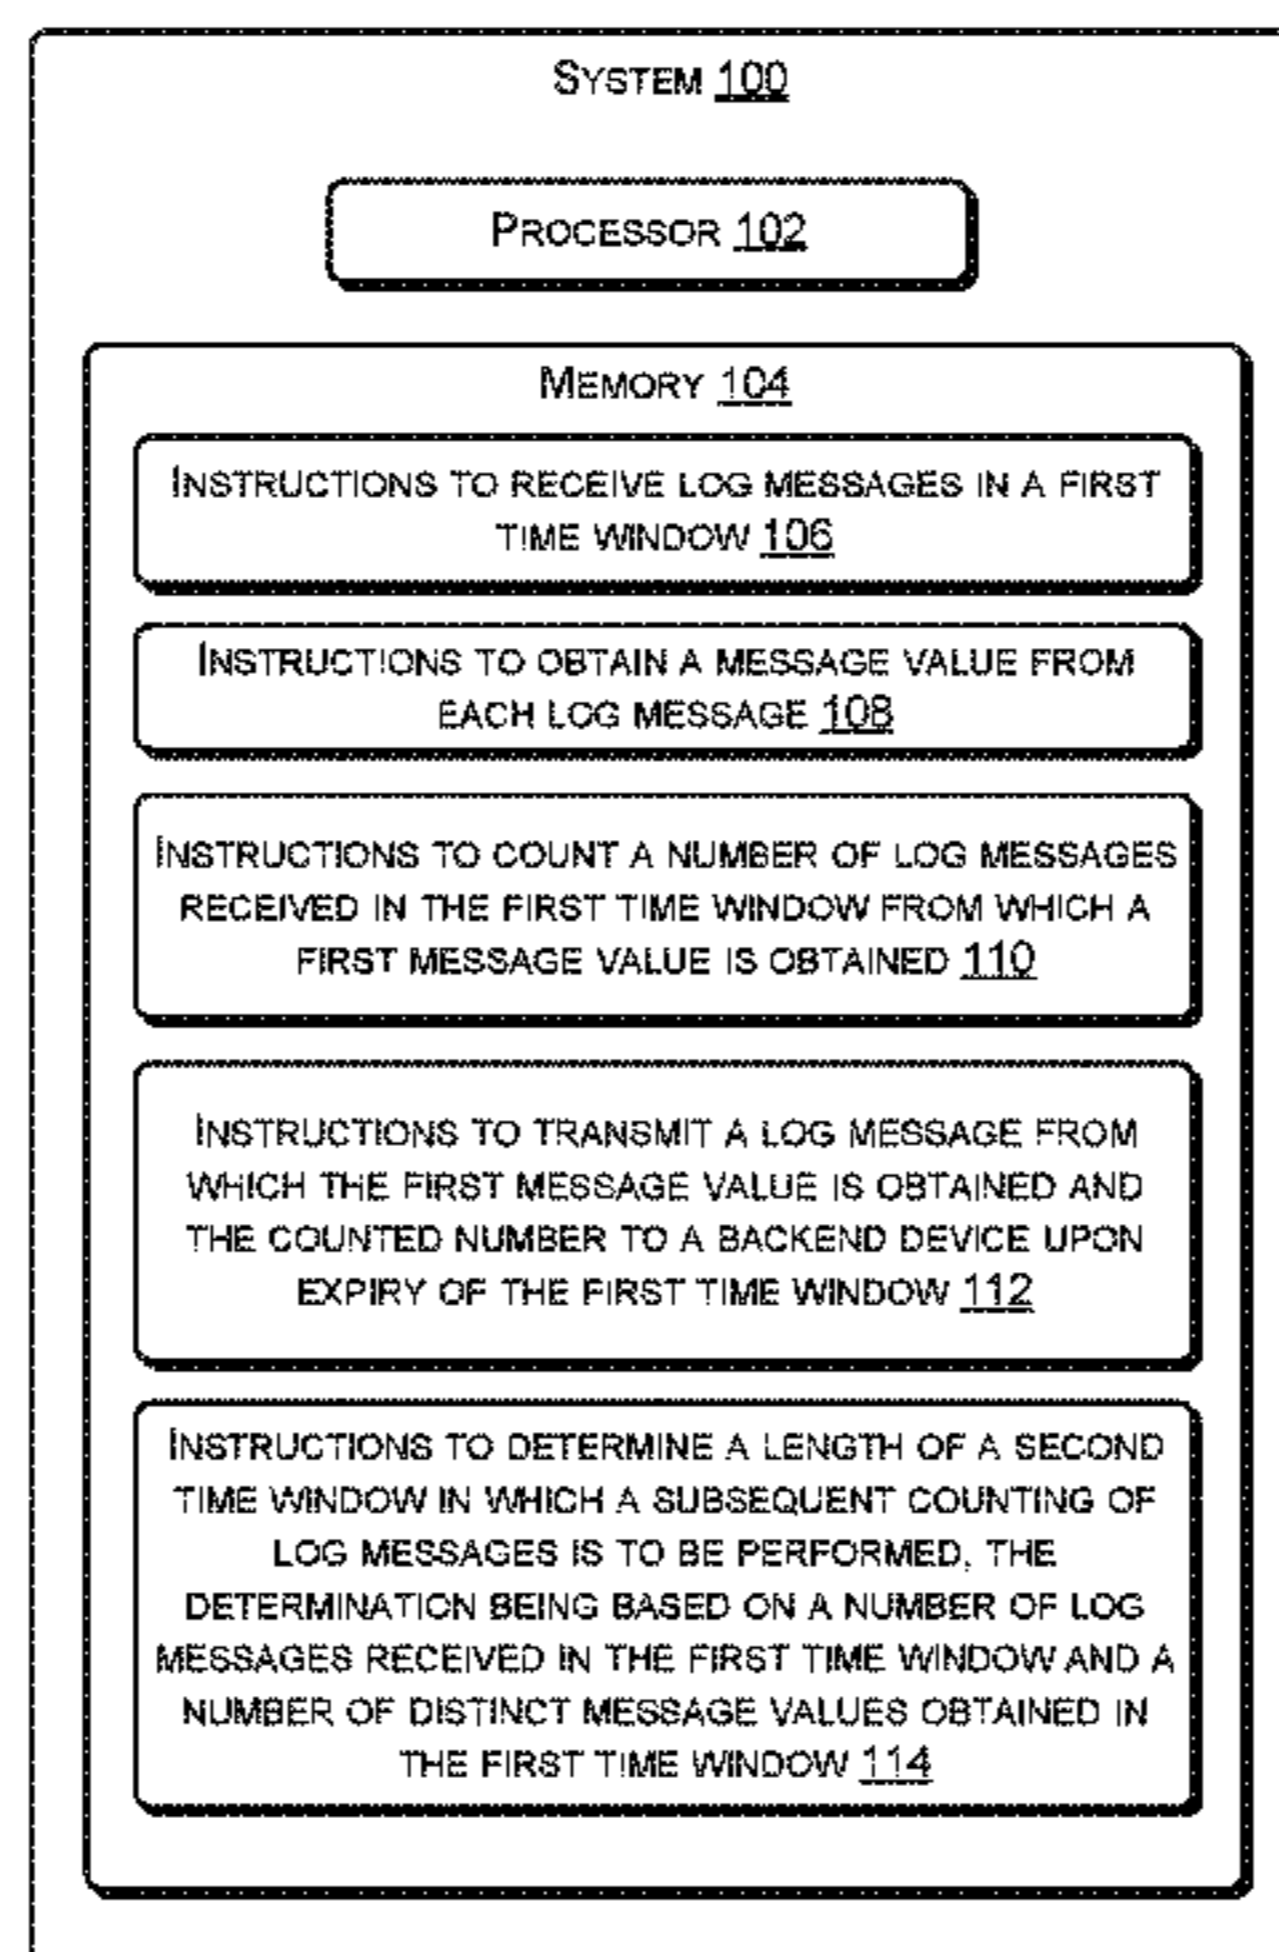 SYSTEM 100
PROCESSOR 102
MEMORY 104
INSTRUCTIONS TO RECEIVE LOG MESSAGES IN A FIRST
TIME WINDOW 106
INSTRUCTIONS TO OBTAIN A MESSAGE VALUE FROM
EACH LOG MESSAGE 108
INSTRUCTIONS TO COUNT A NUMBER OF LOG MESSAGES
RECEIVED IN THE FIRST TIME WINDOW FROM WHICH A
FIRST MESSAGE VALUE IS OBTAINED 110
INSTRUCTIONS TO TRANSMIT A LOG MESSAGE FROM
WHICH THE FIRST MESSAGE VALUE IS OBTAINED AND
THE COUNTED NUMBER TO A BACKEND DEVICE UPON
EXPIRY OF THE FIRST TIME WINDOW 112
INSTRUCTIONS TO DETERMINE A LENGTH OF A SECOND
TIME WINDOW IN WHICH A SUBSEQUENT COUNTING OF
LOG MESSAGES IS TO BE PERFORMED, THE
DETERMINATION BEING BASED ON A NUMBER OF LOG
MESSAGES RECEIVED IN THE FIRST TIME WINDOW AND A
NUMBER OF DISTINCT MESSAGE VALUES OBTAINED IN
THE FIRST TIME WINDOW 114